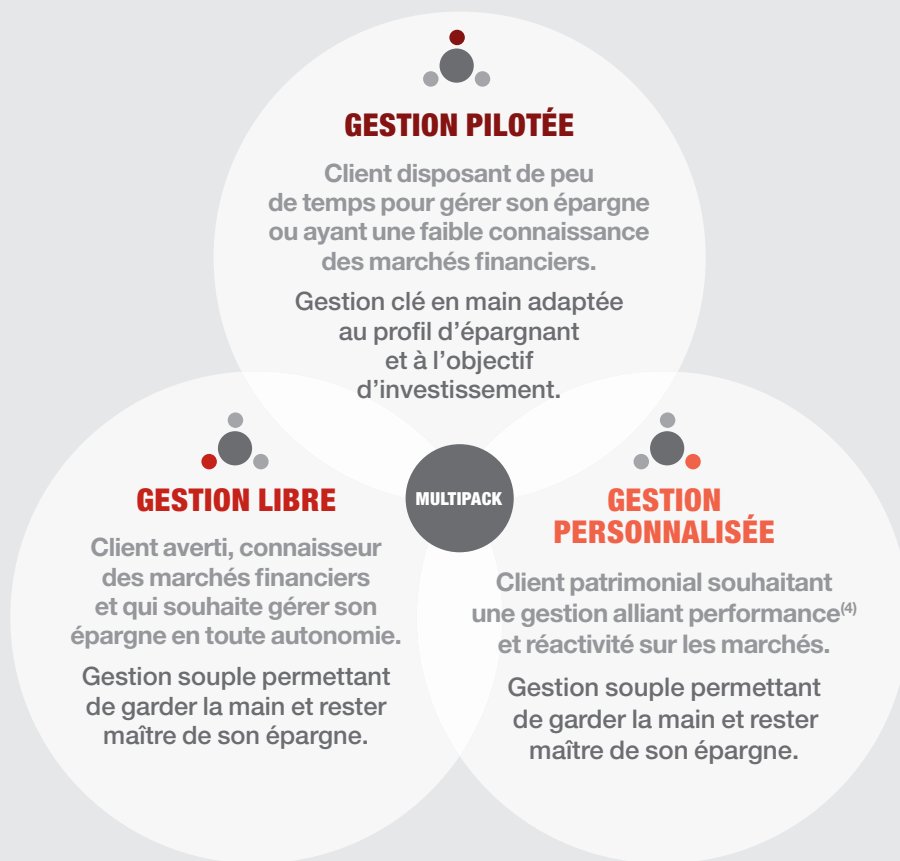 GESTION PILOTÉE
Client disposant de peu
de temps pour gérer son épargne
ou ayant une faible connaissance
des marchés financiers.
Gestion clé en main adaptée
au profil d’épargnant
et à l’objectif
d’investissement.
MULTIPACK
GESTION LIBRE
Client averti, connaisseur
des marchés financiers
et qui souhaite gérer son
épargne en toute autonomie.
Gestion souple permettant
de garder la main et rester
maître de son épargne.
GESTION
PERSONNALISÉE
Client patrimonial souhaitant
une gestion alliant performance(4)
et réactivité sur les marchés.
Gestion souple permettant
de garder la main et rester
maître de son épargne.